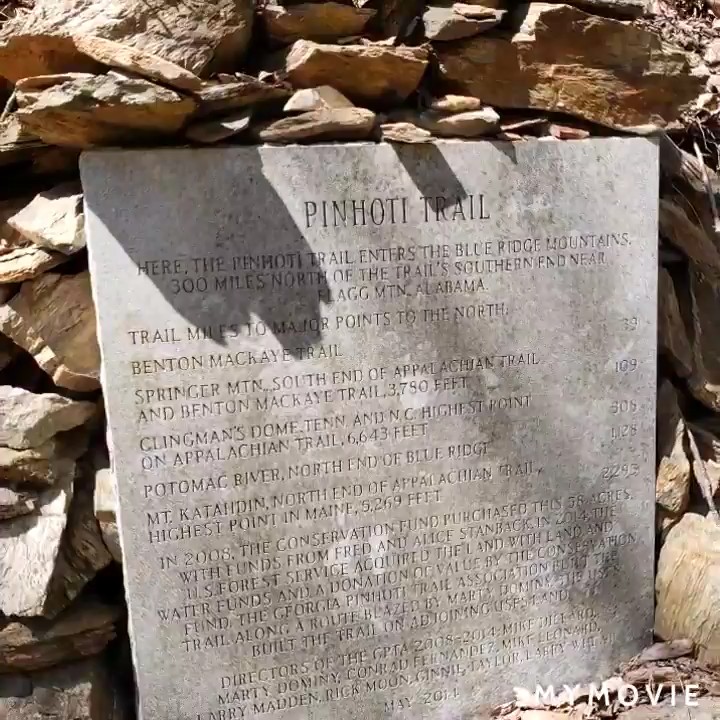 PINHOTI TRAIL
HERE, THE PINHOTI TRAIL ENTERS THE BLUE RIDGE MOUNTAINS.
300 MILES NORTH OF THE TRAIL'S SOUTHERN END NEAR
FLAGG MTN., ALABAMA.
TRAIL MILES TO MAJOR POINTS TO THE NORTH:
BENTON MACKAYE TRAIL 39
SPRINGER MTN., SOUTH END OF APPALACHIAN TRAIL 109
AND BENTON MACKAYE TRAIL, 3,780 FEET
CLINGMAN'S DOME, TENN. AND N.C. HIGHEST POINT 308
ON APPALACHIAN TRAIL, 6,643 FEET
POTOMAC RIVER, NORTH END OF BLUE RIDGE 1128
MT. KATAHDIN, NORTH END OF APPALACHIAN TRAIL, 2293
HIGHEST POINT IN MAINE, 5,269 FEET
IN 2008, THE CONSERVATION FUND PURCHASED THIS 58 ACRES,
WITH FUNDS FROM FRED AND ALICE STANBACK. IN 2014, THE
U.S. FOREST SERVICE ACQUIRED THE LAND WITH LAND AND
WATER FUNDS AND A DONATION OF VALUE BY THE CONSERVATION
FUND. THE GEORGIA PINHOTI TRAIL ASSOCIATION BUILT THE
TRAIL ALONG A ROUTE BLAZED BY MARTY DOMINY. THE
BUILT THE TRAIL ON ADJOINING USFS LAND.
DIRECTORS OF THE GPTA 2008-2014: MIKE DILLARD,
MARTY DOMINY, CONRAD FERNANDEZ, MIKE LEONARD,
LARRY MADDEN, RICK MOON, GINNIE TAYLOR, LARRY
MAY 2014
MYMOVIE